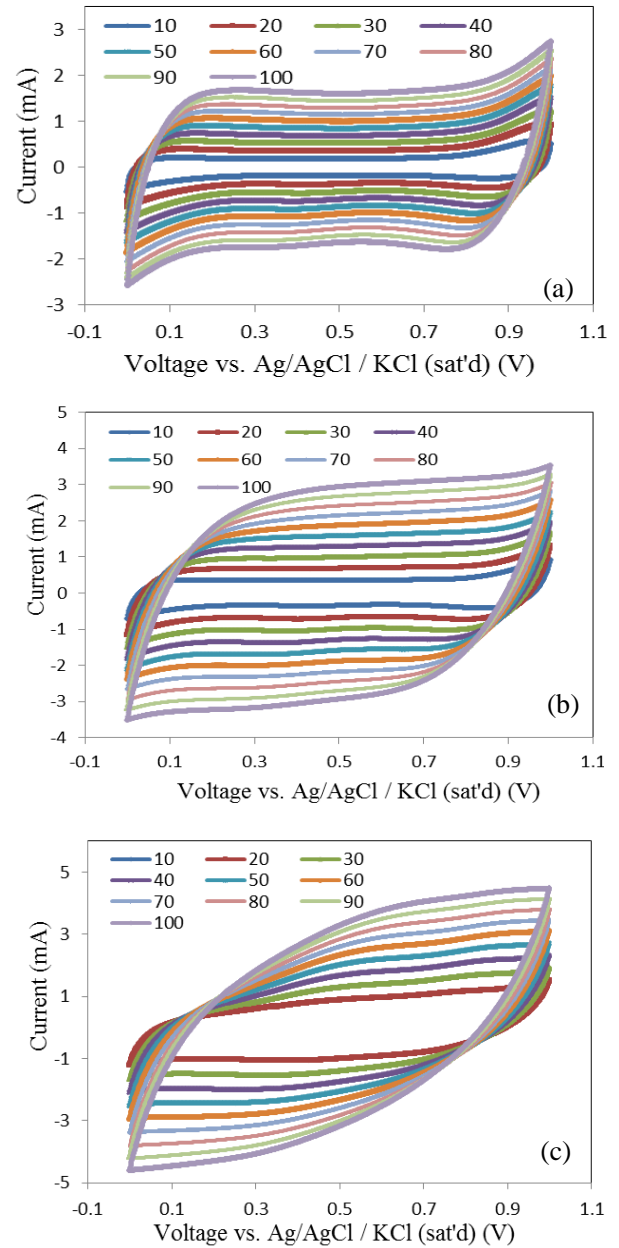 10 20 30 40
50 60 70 80
90 100
3
2
1
0
-1
-2
-3
Current (mA)
(a)
-0.1 0.1 0.3 0.5 0.7 0.9 1.1
Voltage vs. Ag/AgCl / KCl (sat'd) (V)
10 20 30 40
50 60 70 80
90 100
5
4
3
2
1
0
-1
-2
-3
-4
Current (mA)
(b)
-0.1 0.1 0.3 0.5 0.7 0.9 1.1
Voltage vs. Ag/AgCl / KCl (sat'd) (V)
10 20 30
40 50 60
70 80 90
100
5
3
1
-1
-3
-5
Current (mA)
(c)
-0.1 0.1 0.3 0.5 0.7 0.9 1.1
Voltage vs. Ag/AgCl / KCl (sat'd) (V)